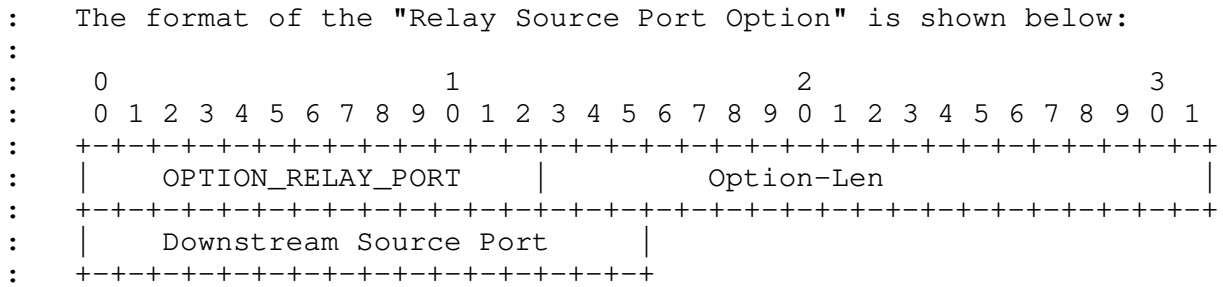 :    The format of the "Relay Source Port Option" is shown below:
:
:     0                   1                   2                   3
:     0 1 2 3 4 5 6 7 8 9 0 1 2 3 4 5 6 7 8 9 0 1 2 3 4 5 6 7 8 9 0 1
:    +-+-+-+-+-+-+-+-+-+-+-+-+-+-+-+-+-+-+-+-+-+-+-+-+-+-+-+-+-+-+-+-+
:    |    OPTION_RELAY_PORT    |         Option-Len                  |
:    +-+-+-+-+-+-+-+-+-+-+-+-+-+-+-+-+-+-+-+-+-+-+-+-+-+-+-+-+-+-+-+-+
:    |    Downstream Source Port     |
:    +-+-+-+-+-+-+-+-+-+-+-+-+-+-+-+-+